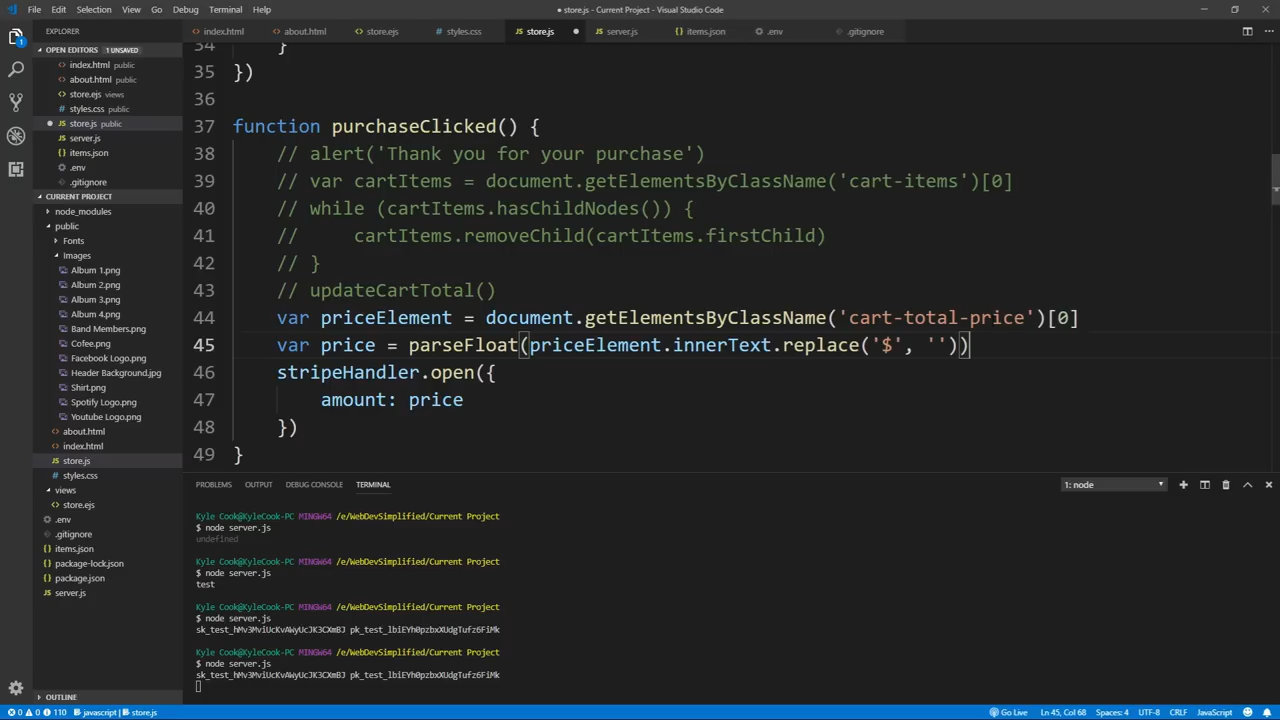 File Edit Selection View Go Debug Terminal Help
● store.js - Current Project - Visual Studio Code
EXPLORER
OPEN EDITORS 1 UNSAVED
index.html public
about.html public
store.ejs views
styles.css public
store.js public
server.js
items.json
.env
.gitignore
CURRENT PROJECT
node_modules
public
Fonts
Images
Album 1.png
Album 2.png
Album 3.png
Album 4.png
Band Members.png
Cofee.png
Facebook Logo.png
Header Background.jpg
Shirt.png
Spotify Logo.png
Youtube Logo.png
about.html
index.html
store.js
styles.css
views
store.ejs
.env
.gitignore
items.json
package-lock.json
package.json
server.js
OUTLINE
index.html about.html store.ejs styles.css store.js server.js items.json .env .gitignore
34 }
35 })
36
37 function purchaseClicked() {
38 // alert('Thank you for your purchase')
39 // var cartItems = document.getElementsByClassName('cart-items')[0]
40 // while (cartItems.hasChildNodes()) {
41 // cartItems.removeChild(cartItems.firstChild)
42 // }
43 // updateCartTotal()
44 var priceElement = document.getElementsByClassName('cart-total-price')[0]
45 var price = parseFloat(priceElement.innerText.replace('$', ''))
46 stripeHandler.open({
47 amount: price
48 })
49 }
PROBLEMS OUTPUT DEBUG CONSOLE TERMINAL
1: node
Kyle Cook@KyleCook-PC MINGW64 /e/WebDevSimplified/Current Project
$ node server.js
undefined
Kyle Cook@KyleCook-PC MINGW64 /e/WebDevSimplified/Current Project
$ node server.js
test
Kyle Cook@KyleCook-PC MINGW64 /e/WebDevSimplified/Current Project
$ node server.js
sk_test_hMv3MviUcKvAWyUcJK3CXmBJ pk_test_lbiEYh0pzbxXUdgTufz6FiMk
Kyle Cook@KyleCook-PC MINGW64 /e/WebDevSimplified/Current Project
$ node server.js
sk_test_hMv3MviUcKvAWyUcJK3CXmBJ pk_test_lbiEYh0pzbxXUdgTufz6FiMk
0 0 110 javascript store.js
Go Live Ln 45, Col 68 Spaces: 4 UTF-8 CRLF JavaScript